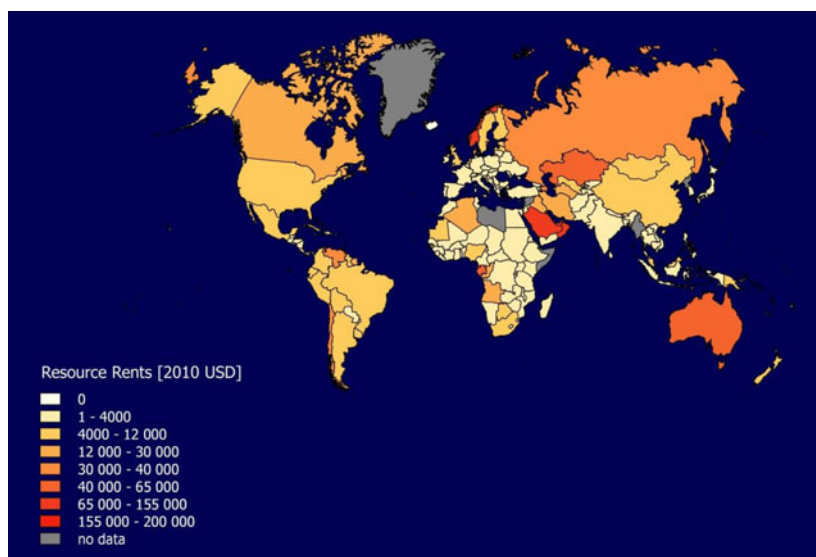 Resource Rents [2010 USD]
0
1 - 4000
4000 - 12 000
12 000 - 30 000
30 000 - 40 000
40 000 - 65 000
65 000 - 155 000
155 000 - 200 000
no data